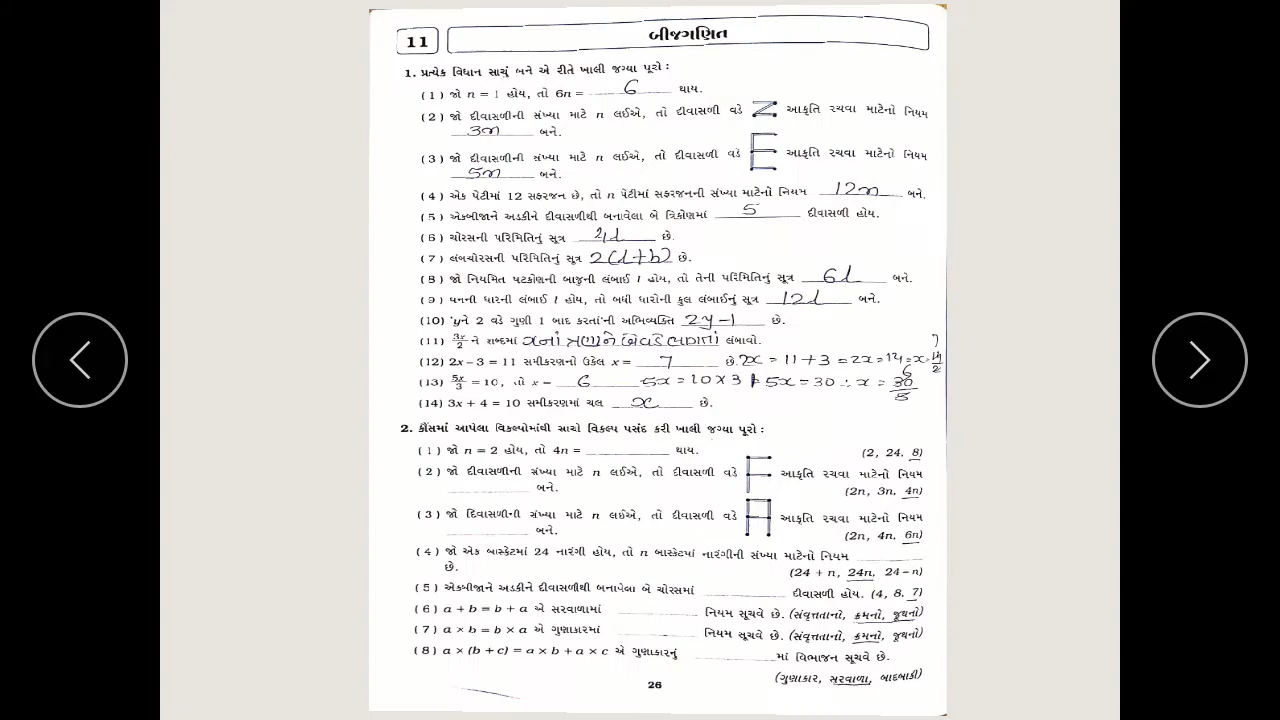 11
બીજગણિત
1. પ્રત્યેક વિધાન સાચું બને એ રીતે ખાલી જગ્યા પૂરો :
(1) જો n = 1 હોય, તો 6n = 6 થાય.
(2) જો દીવાસળીની સંખ્યા માટે n લઈએ, તો દીવાસળી વડે આકૃતિ રચવા માટેનો નિયમ
3n બને.
(3) જો દીવાસળીની સંખ્યા માટે n લઈએ, તો દીવાસળી વડે આકૃતિ રચવા માટેનો નિયમ
5n બને.
(4) એક પેટીમાં 12 સફરજન છે, તો n પેટીમાં સફરજનની સંખ્યા માટેનો નિયમ 12n બને.
(5) એકબીજાને અડકીને દીવાસળીથી બનાવેલા બે ત્રિકોણમાં 5 દીવાસળી હોય.
(6) ચોરસની પરિમિતિનું સૂત્ર 4l છે.
(7) લંબચોરસની પરિમિતિનું સૂત્ર 2(l+b) છે.
(8) જો નિયમિત ષટકોણની બાજુની લંબાઈ l હોય, તો તેની પરિમિતિનું સૂત્ર 6l બને.
(9) ઘનની ધારની લંબાઈ l હોય, તો બધી ધારોની કુલ લંબાઈનું સૂત્ર 12l બને.
(10) 'yને 2 વડે ગુણી 1 બાદ કરતાં'ની અભિવ્યક્તિ 2y-1 છે.
(11) 3x/2 ને શબ્દમાં xનાં ત્રણગણાને બે વડે ભાગતાં લખાવો.
(12) 2x – 3 = 11 સમીકરણનો ઉકેલ x = 7 છે. 2x = 11 + 3 = 2x = 14 = x = 14/2 7
(13) 5x/3 = 10, તો x = 6 5x = 10 × 3 5x = 30 ∴ x = 30/5 6
(14) 3x + 4 = 10 સમીકરણમાં ચલ x છે.
2. કૌંસમાં આપેલા વિકલ્પોમાંથી સાચો વિકલ્પ પસંદ કરી ખાલી જગ્યા પૂરો :
(1) જો n = 2 હોય, તો 4n = થાય. (2, 24, 8)
(2) જો દીવાસળીની સંખ્યા માટે n લઈએ, તો દીવાસળી વડે આકૃતિ રચવા માટેનો નિયમ
બને. (2n, 3n, 4n)
(3) જો દિવાસળીની સંખ્યા માટે n લઈએ, તો દીવાસળી વડે આકૃતિ રચવા માટેનો નિયમ
બને. (2n, 4n, 6n)
(4) જો એક બાસ્કેટમાં 24 નારંગી હોય, તો n બાસ્કેટમાં નારંગીની સંખ્યા માટેનો નિયમ
છે. (24 + n, 24n, 24 – n)
(5) એકબીજાને અડકીને દીવાસળીથી બનાવેલા બે ચોરસમાં દીવાસળી હોય. (4, 8, 7)
(6) a + b = b + a એ સરવાળામાં નિયમ સૂચવે છે. (સંવૃત્તતાનો, ક્રમનો, જૂથનો)
(7) a × b = b × a એ ગુણાકારમાં નિયમ સૂચવે છે. (સંવૃત્તતાનો, ક્રમનો, જૂથનો)
(8) a × (b + c) = a × b + a × c એ ગુણાકારનું માં વિભાજન સૂચવે છે.
(ગુણાકાર, સરવાળા, બાદબાકી)
26